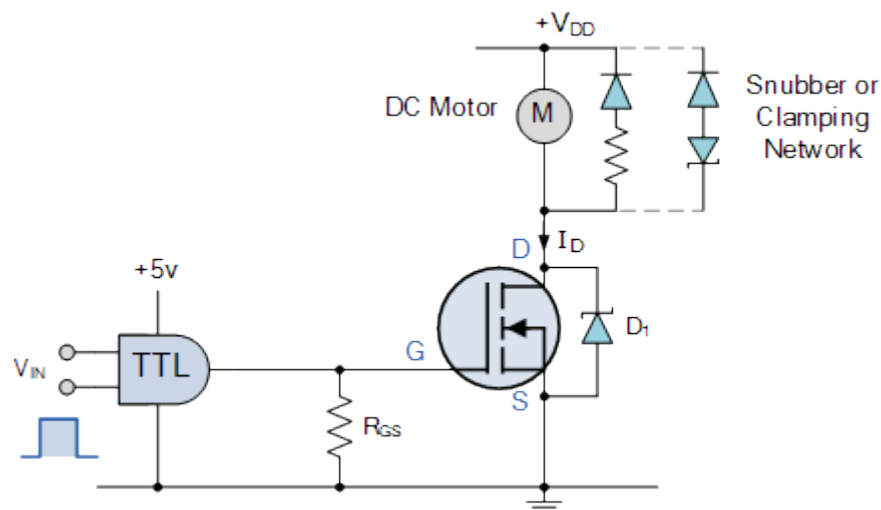 +VDD
DC Motor
M
Snubber or
Clamping
Network
D
ID
+5v
G
D1
VIN
TTL
S
RGS